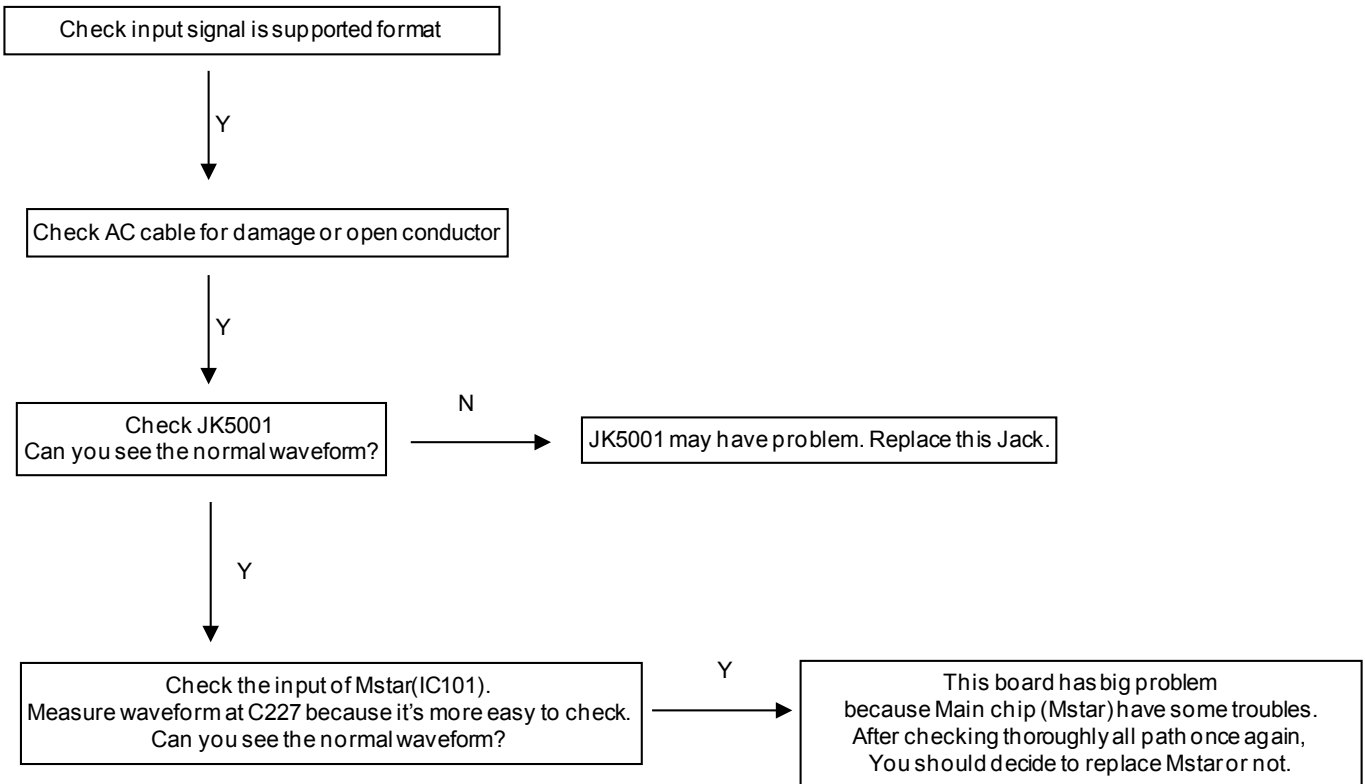 Check input signal is supported format
Y
Check AC cable for damage or open conductor
Y
Check JK5001
Can you see the normal waveform?
N
JK5001 may have problem. Replace this Jack.
Y
Check the input of Mstar(IC101).
Measure waveform at C227 because it’s more easy to check.
Can you see the normal waveform?
Y
This board has big problem
because Main chip (Mstar) have some troubles.
After checking thoroughly all path once again,
You should decide to replace Mstar or not.